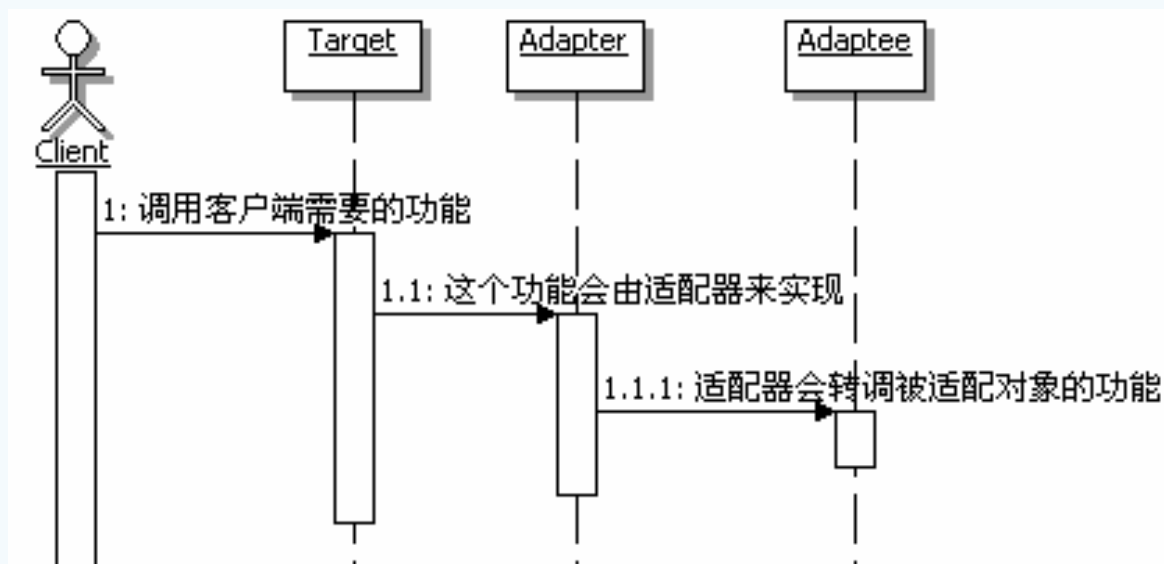 Target
Adapter
Adaptee
Client
1: 调用客户端需要的功能
1.1: 这个功能会由适配器来实现
1.1.1: 适配器会转调被适配对象的功能